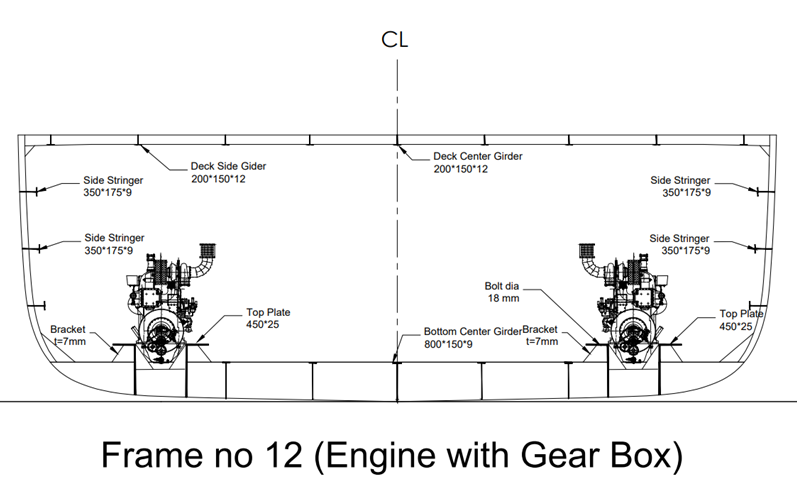 CL
Deck Side Gider
200*150*12
Deck Center Girder
200*150*12
Side Stringer
350*175*9
Side Stringer
350*175*9
Side Stringer
350*175*9
Side Stringer
350*175*9
Bolt dia
18 mm
Top Plate
450*25
Top Plate
450*25
Bracket
t=7mm
Bottom Center Girder
800*150*9
Bracket
t=7mm
Frame no 12 (Engine with Gear Box)